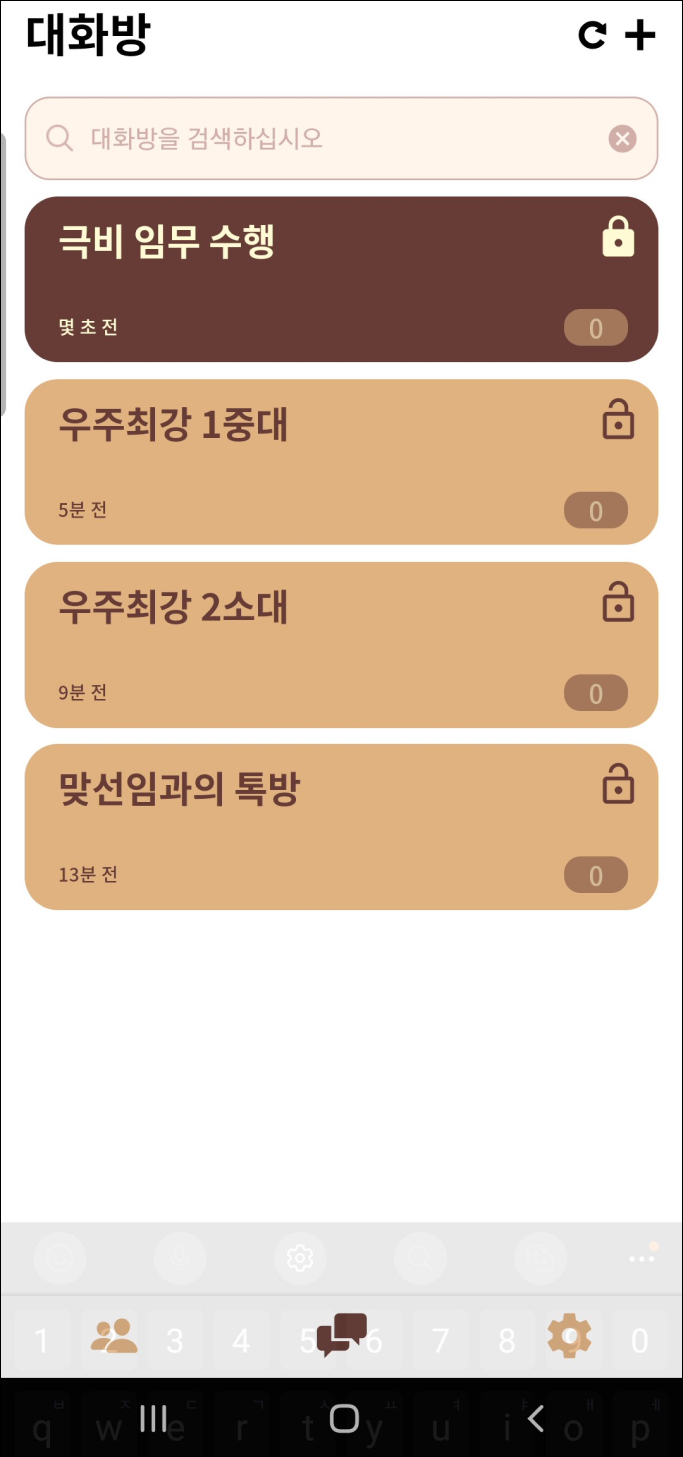 대화방
대화방을 검색하십시오
극비 임무 수행
몇 초 전
0
우주최강 1중대
5분 전
0
우주최강 2소대
9분 전
0
맞선임과의 톡방
13분 전
0
1 2 3 4 5 6 7 8 9 0
ㅂ ㅈ ㄷ ㄱ ㅅ ㅛ ㅕ ㅑ ㅐ ㅔ
q w e r t y u i o p